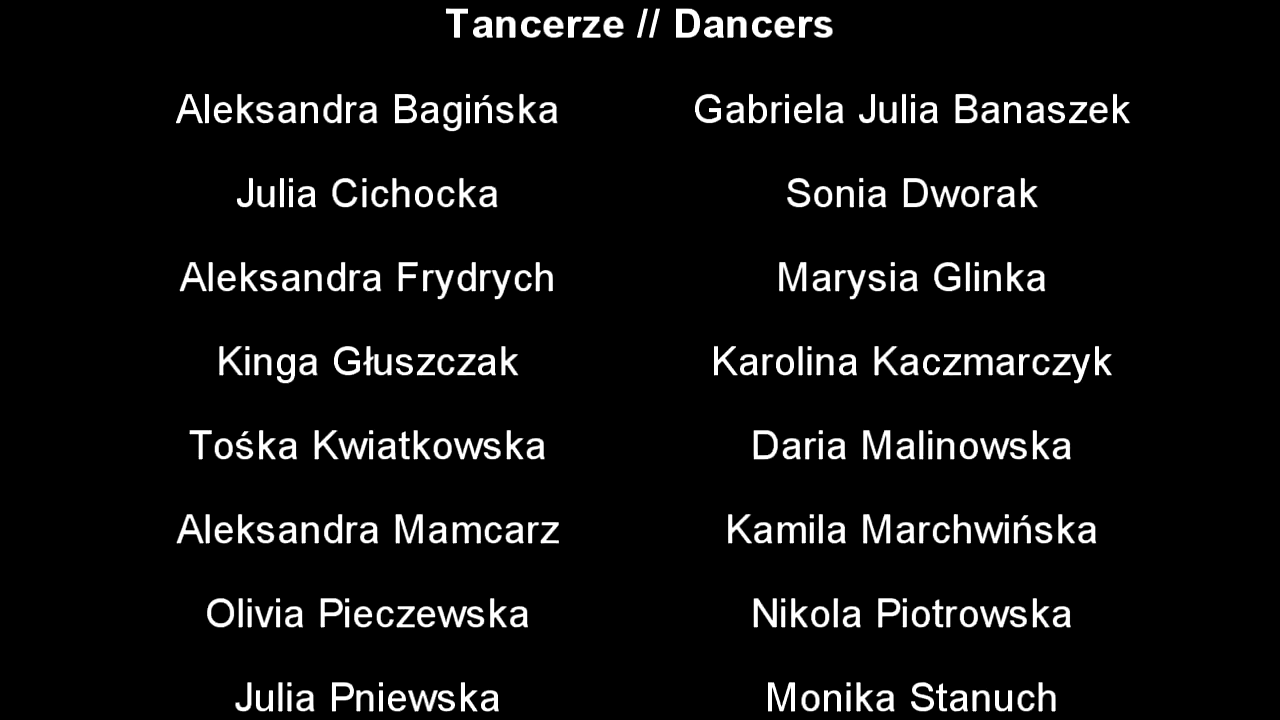 Tancerze // Dancers
Aleksandra Bagińska Gabriela Julia Banaszek
Julia Cichocka Sonia Dworak
Aleksandra Frydrych Marysia Glinka
Kinga Głuszczak Karolina Kaczmarczyk
Tośka Kwiatkowska Daria Malinowska
Aleksandra Mamcarz Kamila Marchwińska
Olivia Pieczewska Nikola Piotrowska
Julia Pniewska Monika Stanuch